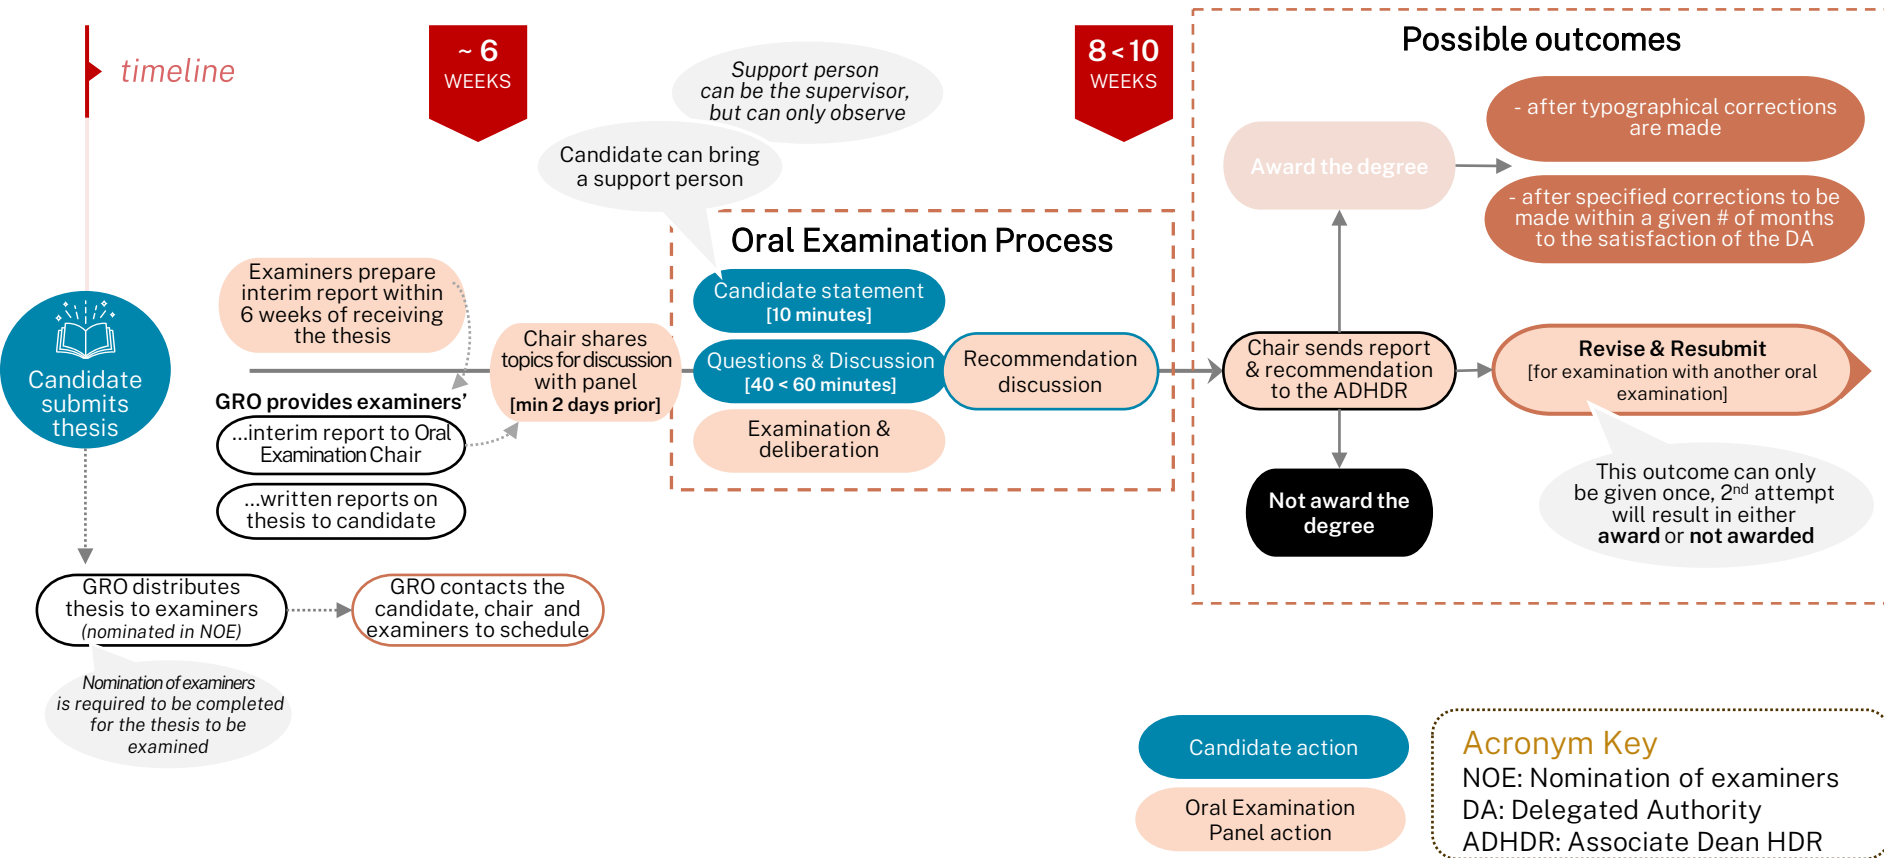 timeline
~ 6
WEEKS
8 < 10
WEEKS
Support person
can be the supervisor,
but can only observe
Candidate can bring
a support person
Candidate
submits
thesis
Examiners prepare
interim report within
6 weeks of receiving
the thesis
GRO provides examiners’
...interim report to Oral
Examination Chair
...written reports on
thesis to candidate
Chair shares
topics for discussion
with panel
[min 2 days prior]
GRO distributes
thesis to examiners
(nominated in NOE)
GRO contacts the
candidate, chair and
examiners to schedule
Nomination of examiners
is required to be completed
for the thesis to be
examined
Oral Examination Process
Candidate statement
[10 minutes]
Questions & Discussion
[40 < 60 minutes]
Examination &
deliberation
Recommendation
discussion
Possible outcomes
Award the degree
- after typographical corrections
are made
- after specified corrections to be
made within a given # of months
to the satisfaction of the DA
Chair sends report
& recommendation
to the ADHDR
Revise & Resubmit
[for examination with another oral
examination]
Not award the
degree
This outcome can only
be given once, 2nd attempt
will result in either
award or not awarded
Candidate action
Oral Examination
Panel action
Acronym Key
NOE: Nomination of examiners
DA: Delegated Authority
ADHDR: Associate Dean HDR